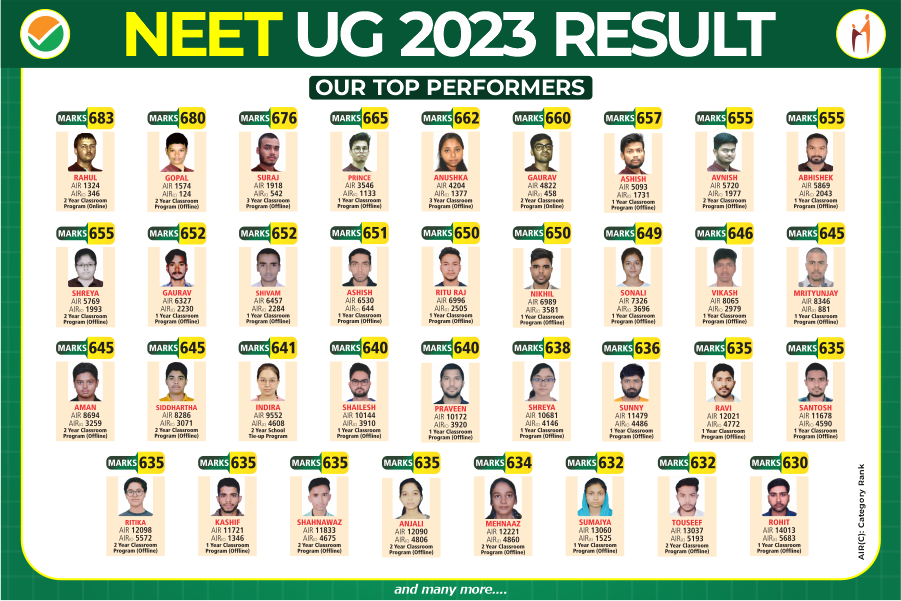 NEET UG 2023 RESULT
OUR TOP PERFORMERS
MARKS 683
RAHUL
AIR 1324
AIR(C) 346
2 Year Classroom
Program (Online)
MARKS 680
GOPAL
AIR 1574
AIR(C) 124
2 Year Classroom
Program (Offline)
MARKS 676
SURAJ
AIR 1918
AIR(C) 542
3 Year Classroom
Program (Offline)
MARKS 665
PRINCE
AIR 3546
AIR(C) 1133
1 Year Classroom
Program (Offline)
MARKS 662
ANUSHKA
AIR 4204
AIR(C) 1377
3 Year Classroom
Program (Offline)
MARKS 660
GAURAV
AIR 4822
AIR(C) 458
2 Year Classroom
Program (Online)
MARKS 657
ASHISH
AIR 5093
AIR(C) 1731
1 Year Classroom
Program (Offline)
MARKS 655
AVNISH
AIR 5720
AIR(C) 1977
2 Year Classroom
Program (Offline)
MARKS 655
ABHISHEK
AIR 5869
AIR(C) 2043
1 Year Classroom
Program (Offline)
MARKS 655
SHREYA
AIR 5769
AIR(C) 1993
2 Year Classroom
Program (Offline)
MARKS 652
GAURAV
AIR 6327
AIR(C) 2230
1 Year Classroom
Program (Offline)
MARKS 652
SHIVAM
AIR 6457
AIR(C) 2284
1 Year Classroom
Program (Offline)
MARKS 651
ASHISH
AIR 6530
AIR(C) 644
1 Year Classroom
Program (Offline)
MARKS 650
RITU RAJ
AIR 6996
AIR(C) 2505
1 Year Classroom
Program (Offline)
MARKS 650
NIKHIL
AIR 6989
AIR(C) 3581
1 Year Classroom
Program (Offline)
MARKS 649
SONALI
AIR 7326
AIR(C) 3696
1 Year Classroom
Program (Offline)
MARKS 646
VIKASH
AIR 8065
AIR(C) 2979
1 Year Classroom
Program (Offline)
MARKS 645
MRITYUNJAY
AIR 8346
AIR(C) 881
1 Year Classroom
Program (Offline)
MARKS 645
AMAN
AIR 8694
AIR(C) 3259
2 Year Classroom
Program (Offline)
MARKS 645
SIDDHARTHA
AIR 8286
AIR(C) 3071
2 Year Classroom
Program (Offline)
MARKS 641
INDIRA
AIR 9552
AIR(C) 4608
2 Year School
Tie-up Program
MARKS 640
SHAILESH
AIR 10144
AIR(C) 3910
1 Year Classroom
Program (Offline)
MARKS 640
PRAVEEN
AIR 10172
AIR(C) 3920
1 Year Classroom
Program (Offline)
MARKS 638
SHREYA
AIR 10681
AIR(C) 4146
1 Year Classroom
Program (Offline)
MARKS 636
SUNNY
AIR 11479
AIR(C) 4486
1 Year Classroom
Program (Offline)
MARKS 635
RAVI
AIR 12021
AIR(C) 4772
1 Year Classroom
Program (Offline)
MARKS 635
SANTOSH
AIR 11678
AIR(C) 4590
1 Year Classroom
Program (Offline)
MARKS 635
RITIKA
AIR 12098
AIR(C) 5572
2 Year Classroom
Program (Offline)
MARKS 635
KASHIF
AIR 11721
AIR(C) 1346
1 Year Classroom
Program (Offline)
MARKS 635
SHAHNAWAZ
AIR 11833
AIR(C) 4675
2 Year Classroom
Program (Offline)
MARKS 635
ANJALI
AIR 12090
AIR(C) 4806
2 Year Classroom
Program (Offline)
MARKS 634
MEHNAAZ
AIR 12221
AIR(C) 4860
2 Year Classroom
Program (Offline)
MARKS 632
SUMAIYA
AIR 13060
AIR(C) 1525
1 Year Classroom
Program (Offline)
MARKS 632
TOUSEEF
AIR 13037
AIR(C) 5193
2 Year Classroom
Program (Offline)
MARKS 630
ROHIT
AIR 14013
AIR(C) 5683
1 Year Classroom
Program (Offline)
AIR(C): Category Rank
and many more....